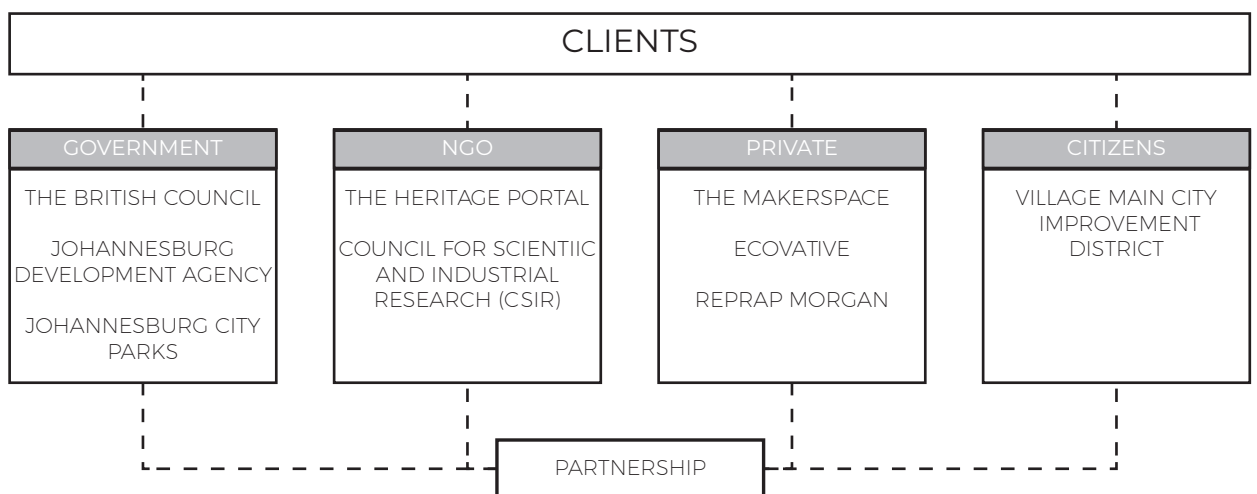 CLIENTS
GOVERNMENT
THE BRITISH COUNCIL
JOHANNESBURG
DEVELOPMENT AGENCY
JOHANNESBURG CITY
PARKS
NGO
THE HERITAGE PORTAL
COUNCIL FOR SCIENTIIC
AND INDUSTRIAL
RESEARCH (CSIR)
PRIVATE
THE MAKERSPACE
ECOVATIVE
REPRAP MORGAN
CITIZENS
VILLAGE MAIN CITY
IMPROVEMENT
DISTRICT
PARTNERSHIP